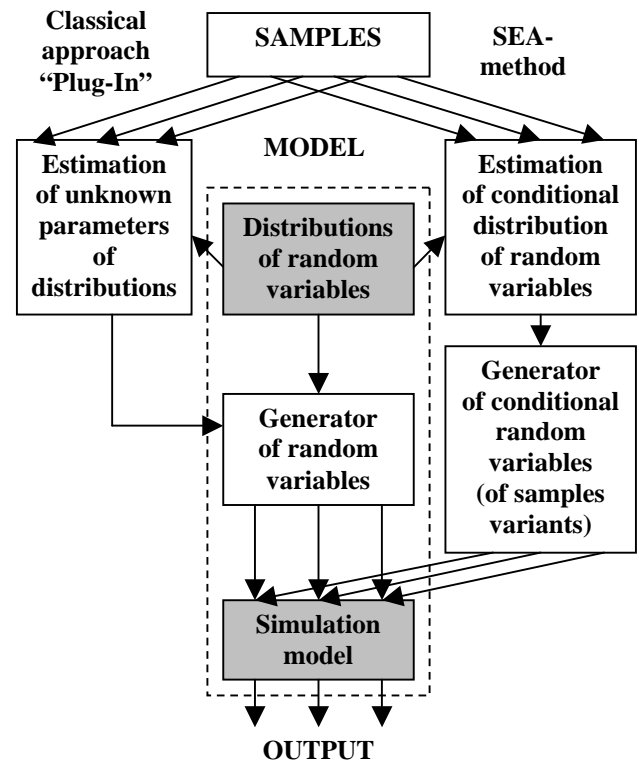 Classical
approach
“Plug-In”
SAMPLES
SEA-
method
MODEL
Estimation
of unknown
parameters
of
distributions
Distributions
of random
variables
Estimation
of conditional
distribution
of random
variables
Generator
of random
variables
Generator
of conditional
random
variables
(of samples
variants)
Simulation
model
OUTPUT